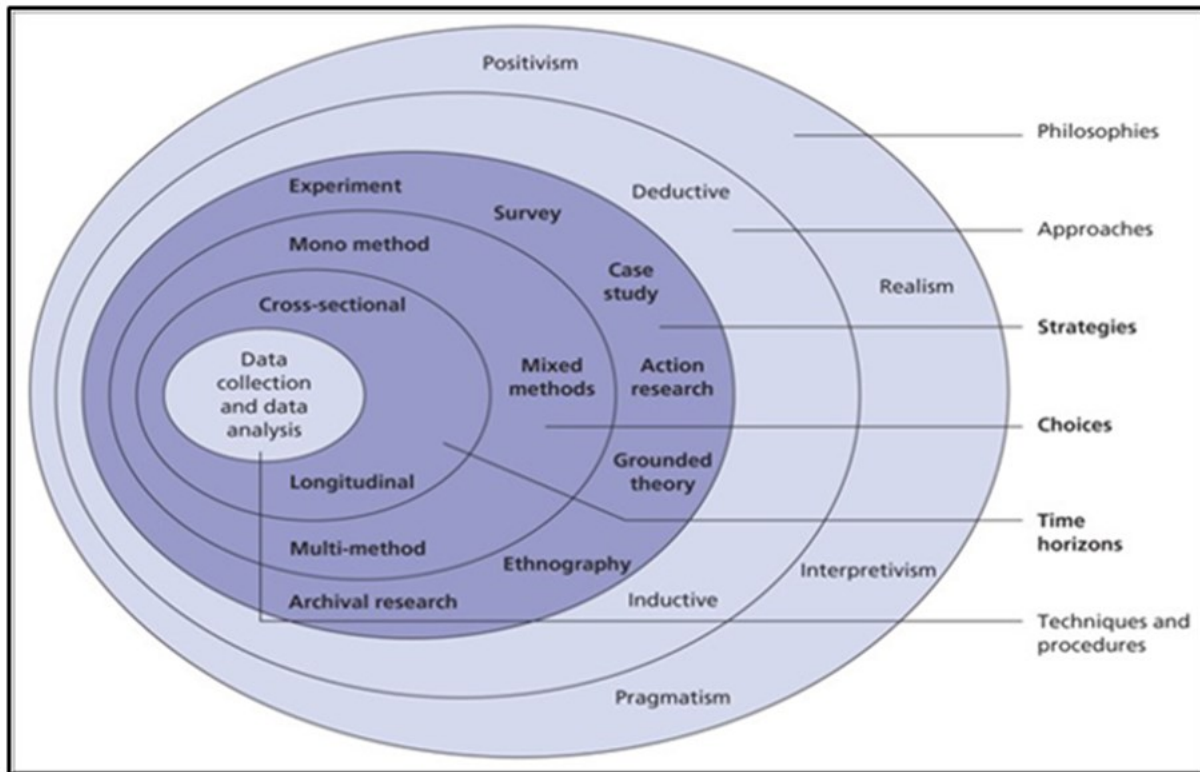 Positivism
Philosophies
Experiment
Deductive
Survey
Approaches
Mono method
Case
study
Realism
Cross-sectional
Strategies
Data
collection
and data
analysis
Mixed
methods
Action
research
Choices
Grounded
theory
Longitudinal
Time
horizons
Multi-method
Ethnography
Interpretivism
Archival research
Inductive
Techniques and
procedures
Pragmatism